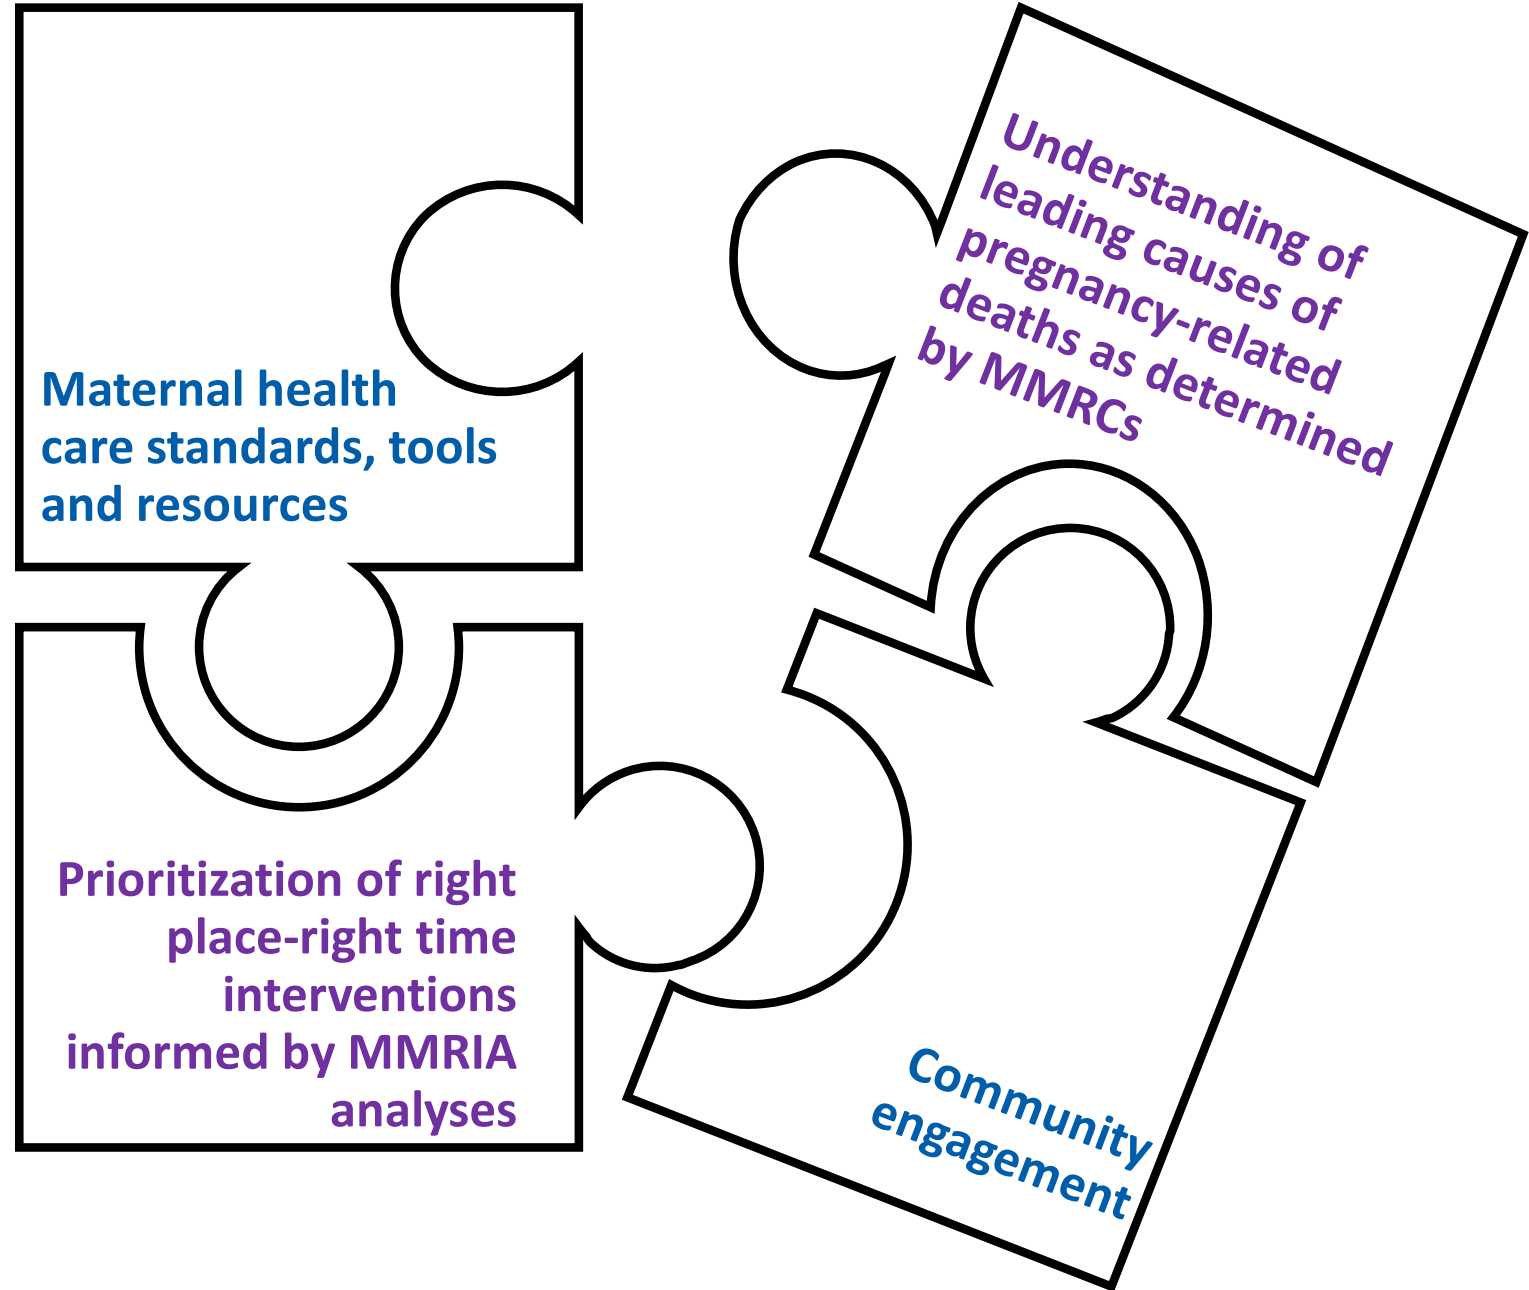 Maternal health
care standards, tools
and resources
Understanding of
leading causes of
pregnancy-related
deaths as determined
by MMRCs
Prioritization of right
place-right time
interventions
informed by MMRIA
analyses
Community
engagement